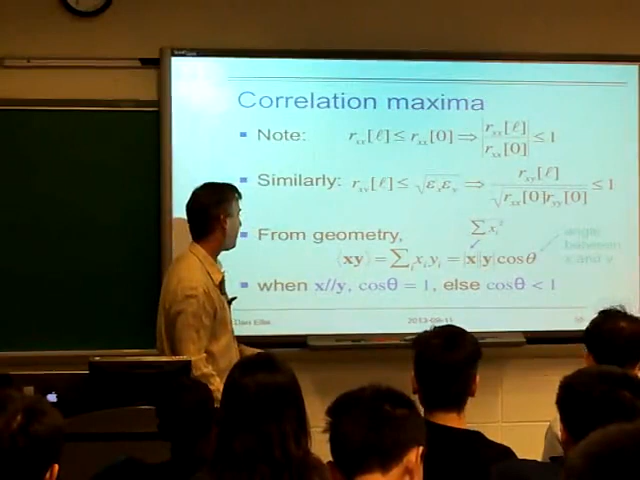 Correlation maxima
▪ Note: r_xx[ℓ] ≤ r_xx[0] ⇒ |r_xx[ℓ] / r_xx[0]| ≤ 1
▪ Similarly: r_xy[ℓ] ≤ √(ε_x ε_y) ⇒ r_xy[ℓ] / √(r_xx[0] r_yy[0]) ≤ 1
▪ From geometry,
√Σ x_i²
angle
between
x and y
⟨xy⟩ = Σ_i x_i y_i = |x||y| cosθ
▪ when x//y, cosθ = 1, else cosθ < 1
Dan Ellis 2013-09-11